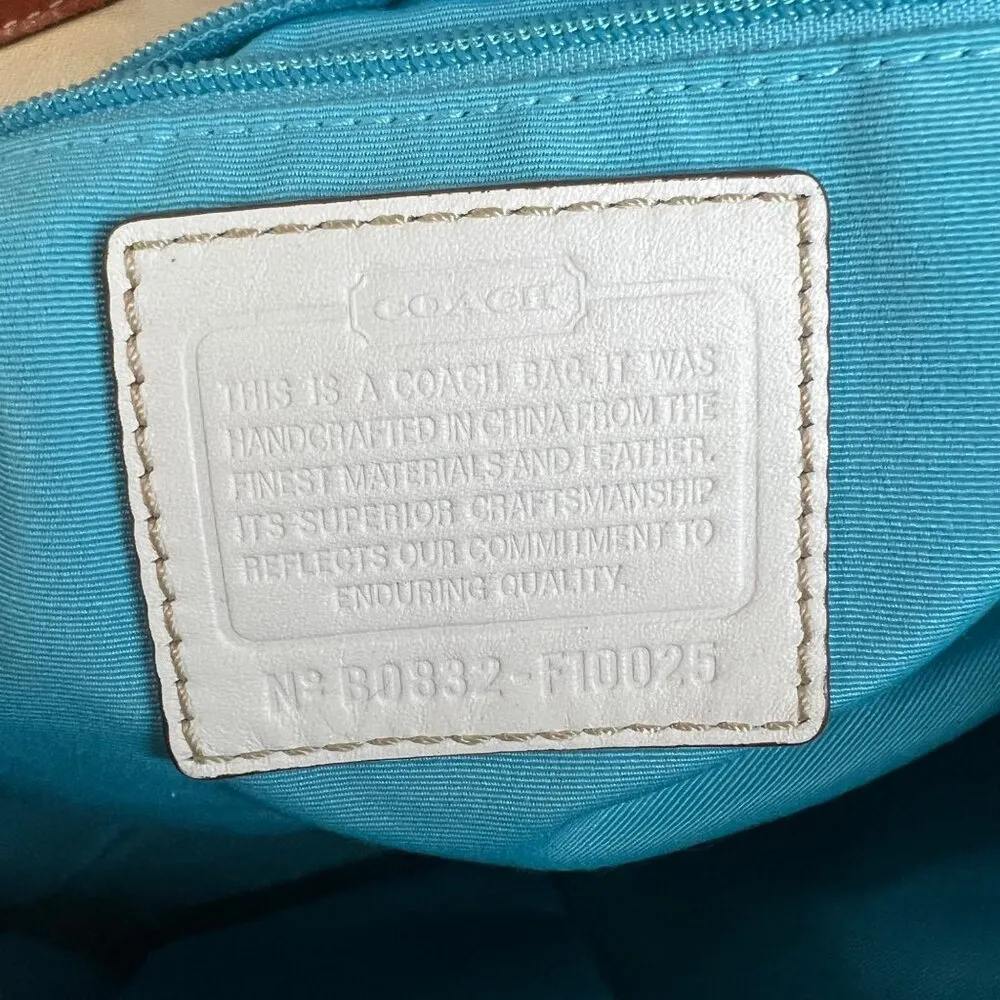 COACH
THIS IS A COACH BAG. IT WAS
HANDCRAFTED IN CHINA FROM THE
FINEST MATERIALS AND LEATHER.
ITS SUPERIOR CRAFTSMANSHIP
REFLECTS OUR COMMITMENT TO
ENDURING QUALITY.
Nº B0832-F10025